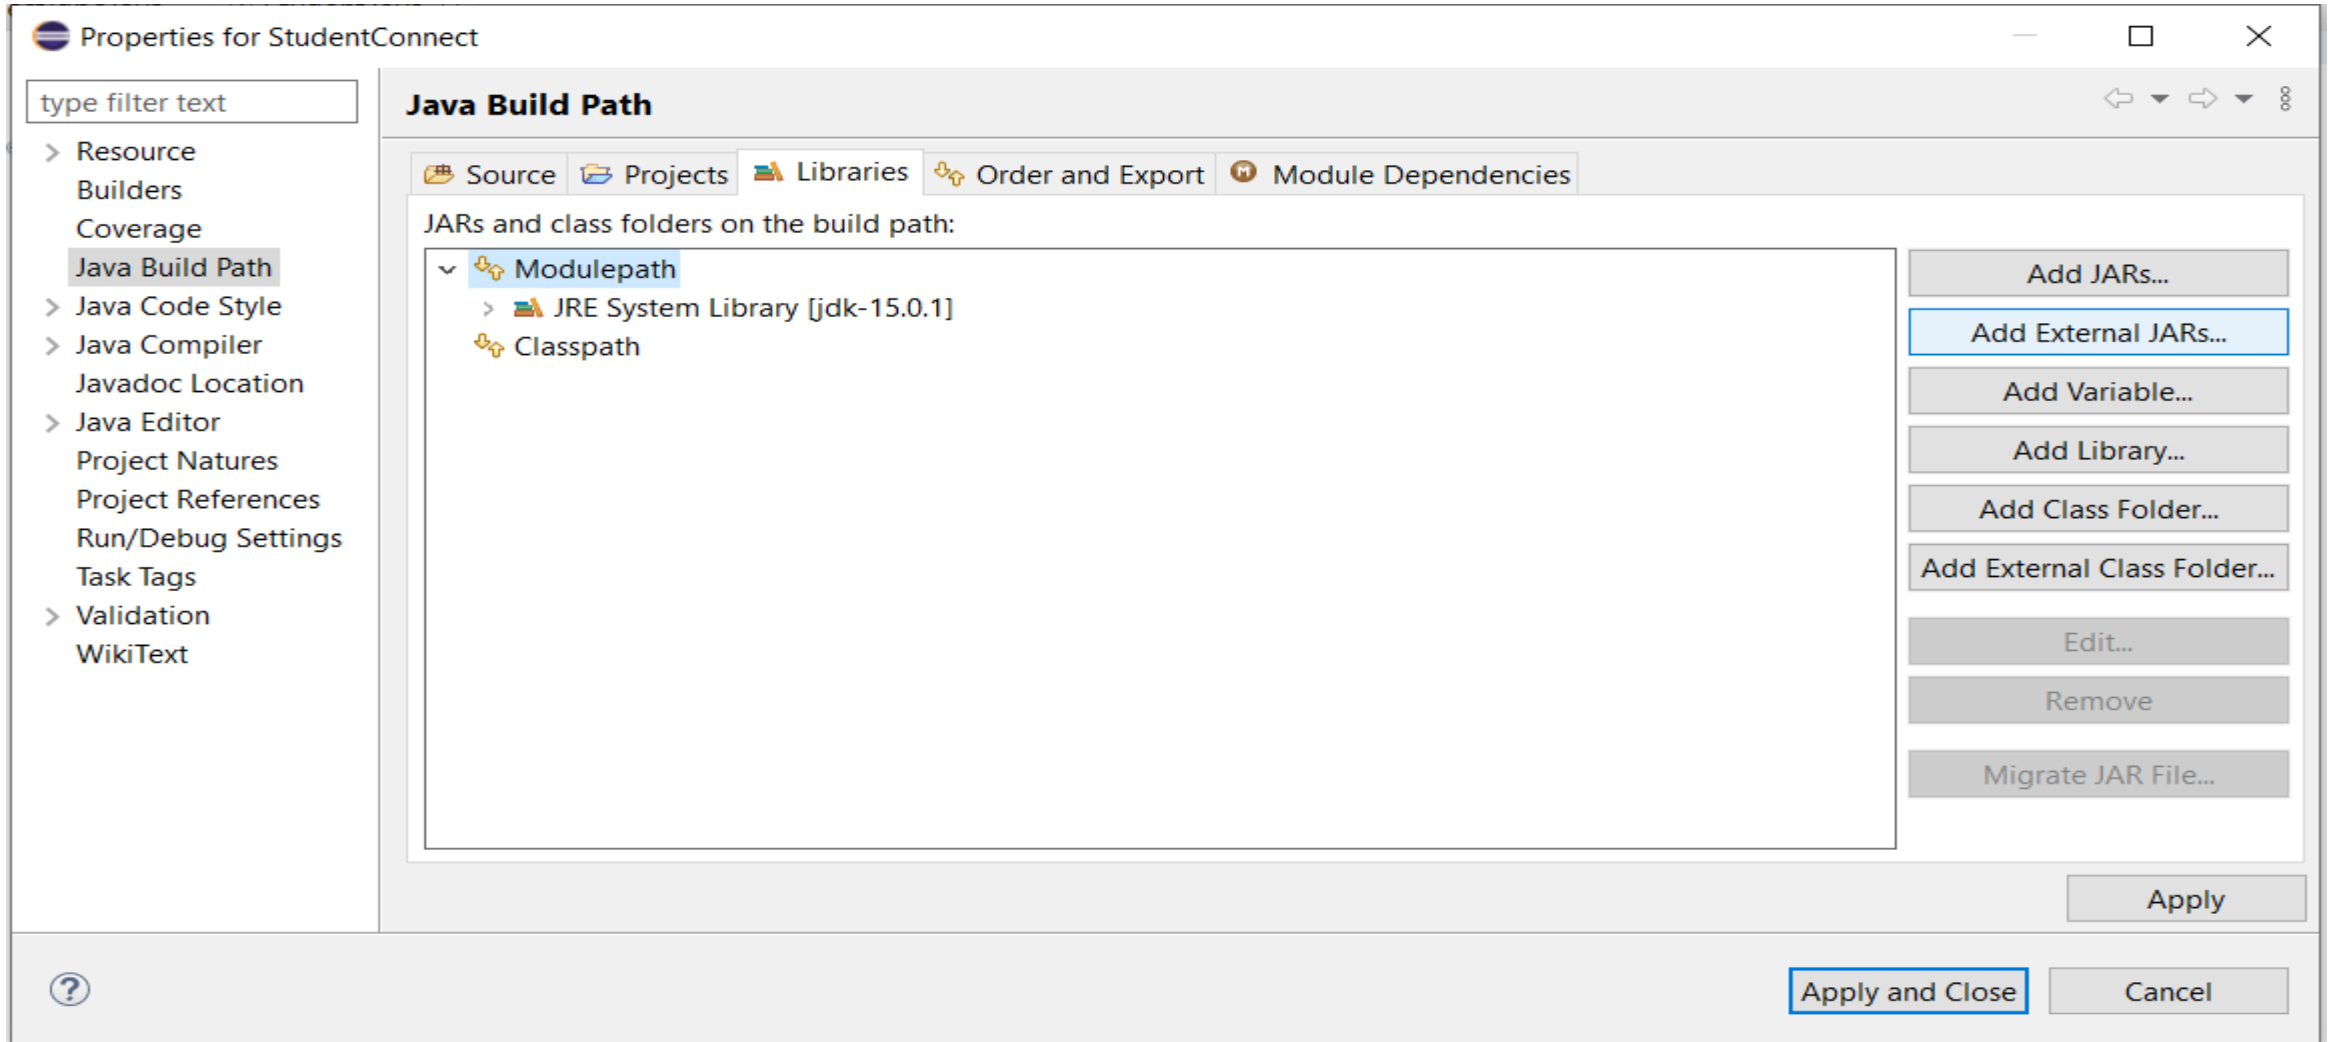 Properties for StudentConnect
type filter text
Resource
Builders
Coverage
Java Build Path
Java Code Style
Java Compiler
Javadoc Location
Java Editor
Project Natures
Project References
Run/Debug Settings
Task Tags
Validation
WikiText
Java Build Path
Source Projects Libraries Order and Export Module Dependencies
JARs and class folders on the build path:
Modulepath
JRE System Library [jdk-15.0.1]
Classpath
Add JARs...
Add External JARs...
Add Variable...
Add Library...
Add Class Folder...
Add External Class Folder...
Edit...
Remove
Migrate JAR File...
Apply
Apply and Close Cancel